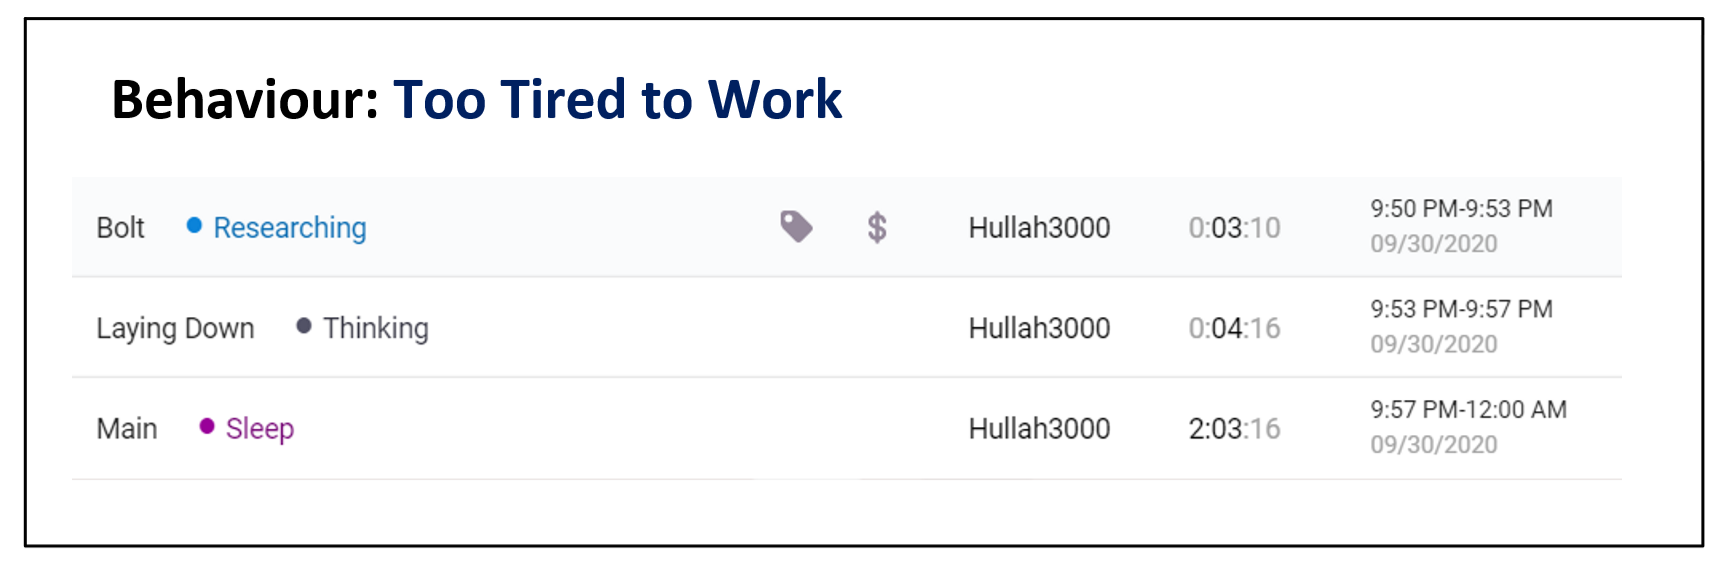 Behaviour: Too Tired to Work
Bolt • Researching $ Hullah3000 0:03:10 9:50 PM-9:53 PM
09/30/2020
Laying Down • Thinking Hullah3000 0:04:16 9:53 PM-9:57 PM
09/30/2020
Main • Sleep Hullah3000 2:03:16 9:57 PM-12:00 AM
09/30/2020